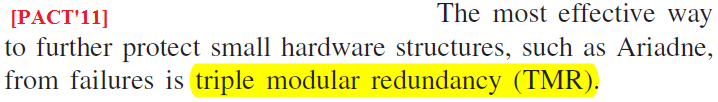 [PACT'11] The most effective way
to further protect small hardware structures, such as Ariadne,
from failures is triple modular redundancy (TMR).